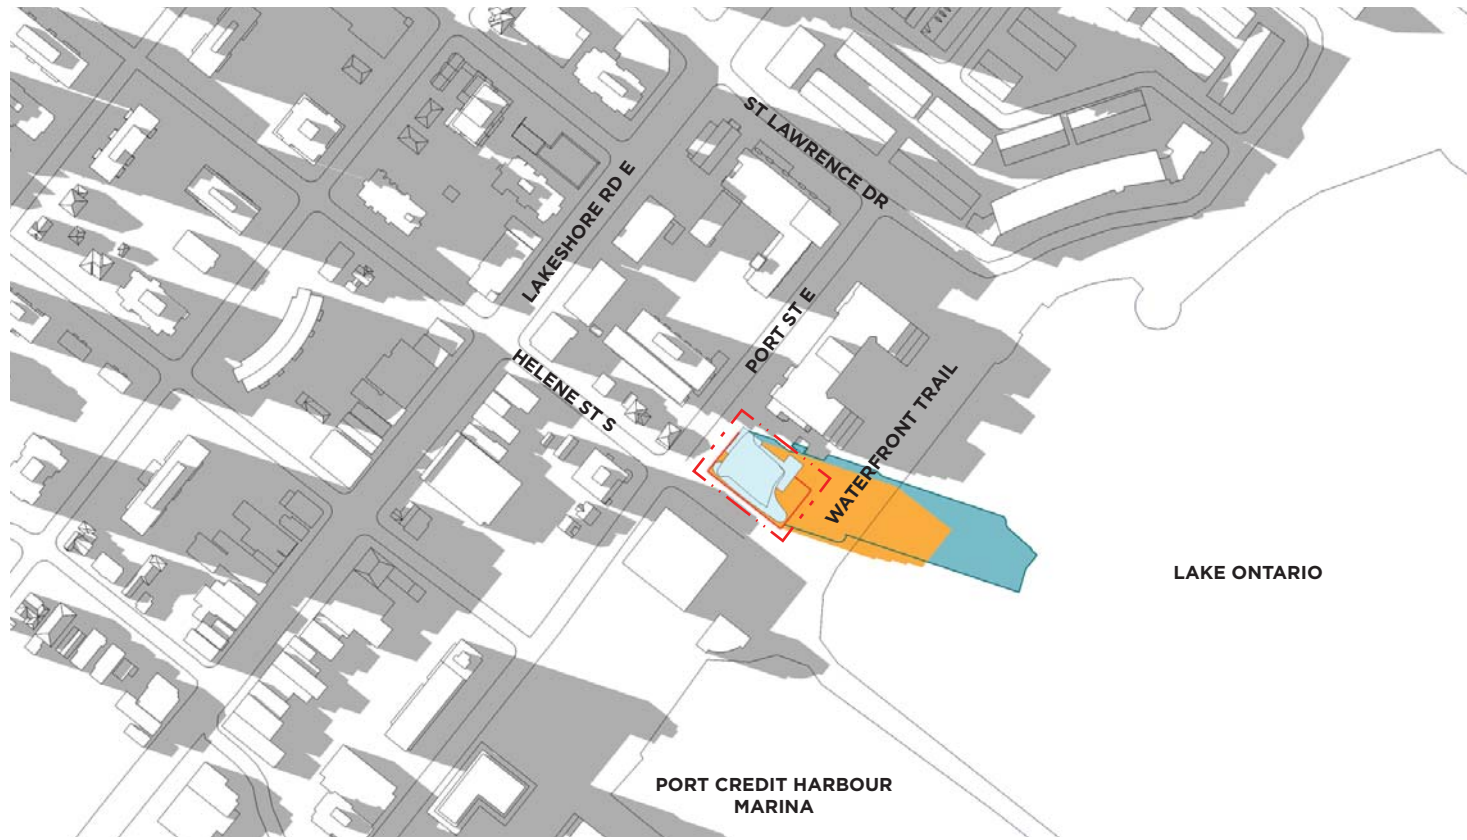 ST LAWRENCE DR
LAKESHORE RD E
PORT ST E
HELENE ST S
WATERFRONT TRAIL
LAKE ONTARIO
PORT CREDIT HARBOUR
MARINA